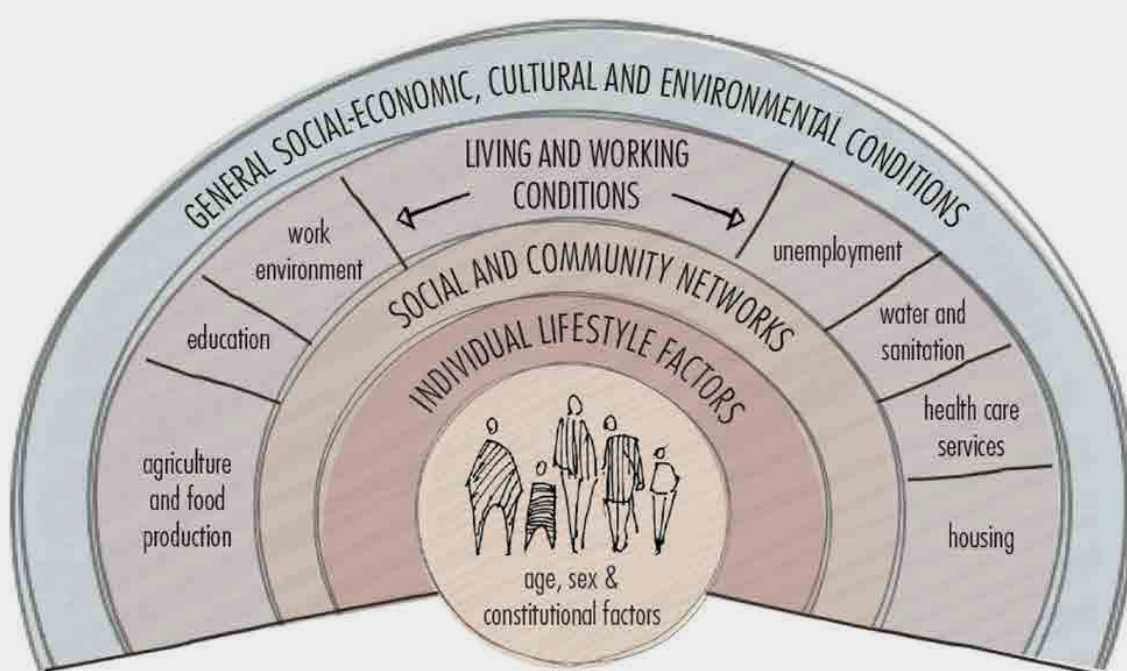 GENERAL SOCIAL-ECONOMIC, CULTURAL AND ENVIRONMENTAL CONDITIONS
LIVING AND WORKING
CONDITIONS
work
environment
education
agriculture
and food
production
unemployment
water and
sanitation
health care
services
housing
SOCIAL AND COMMUNITY NETWORKS
INDIVIDUAL LIFESTYLE FACTORS
age, sex &
constitutional factors